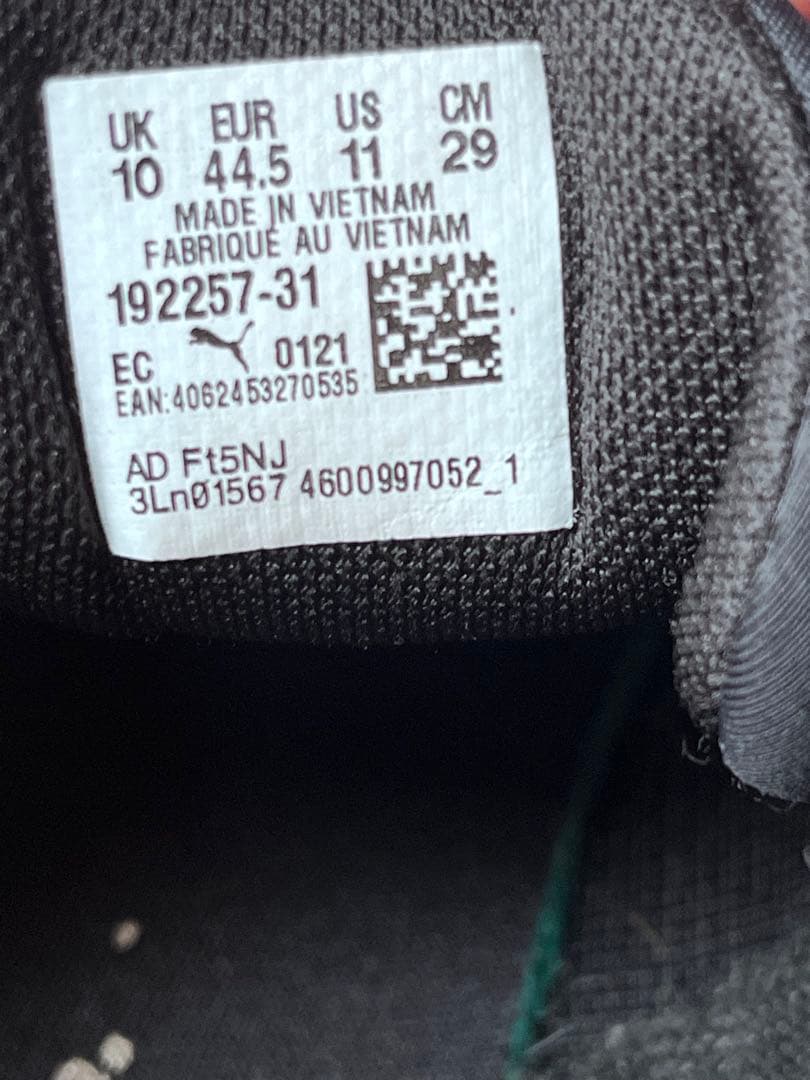 UK EUR US CM
10 44.5 11 29
MADE IN VIETNAM
FABRIQUÉ AU VIETNAM
192257-31
EC 0121
EAN:4062453270535
AD Ft5NJ
3Ln01567 4600997052_1